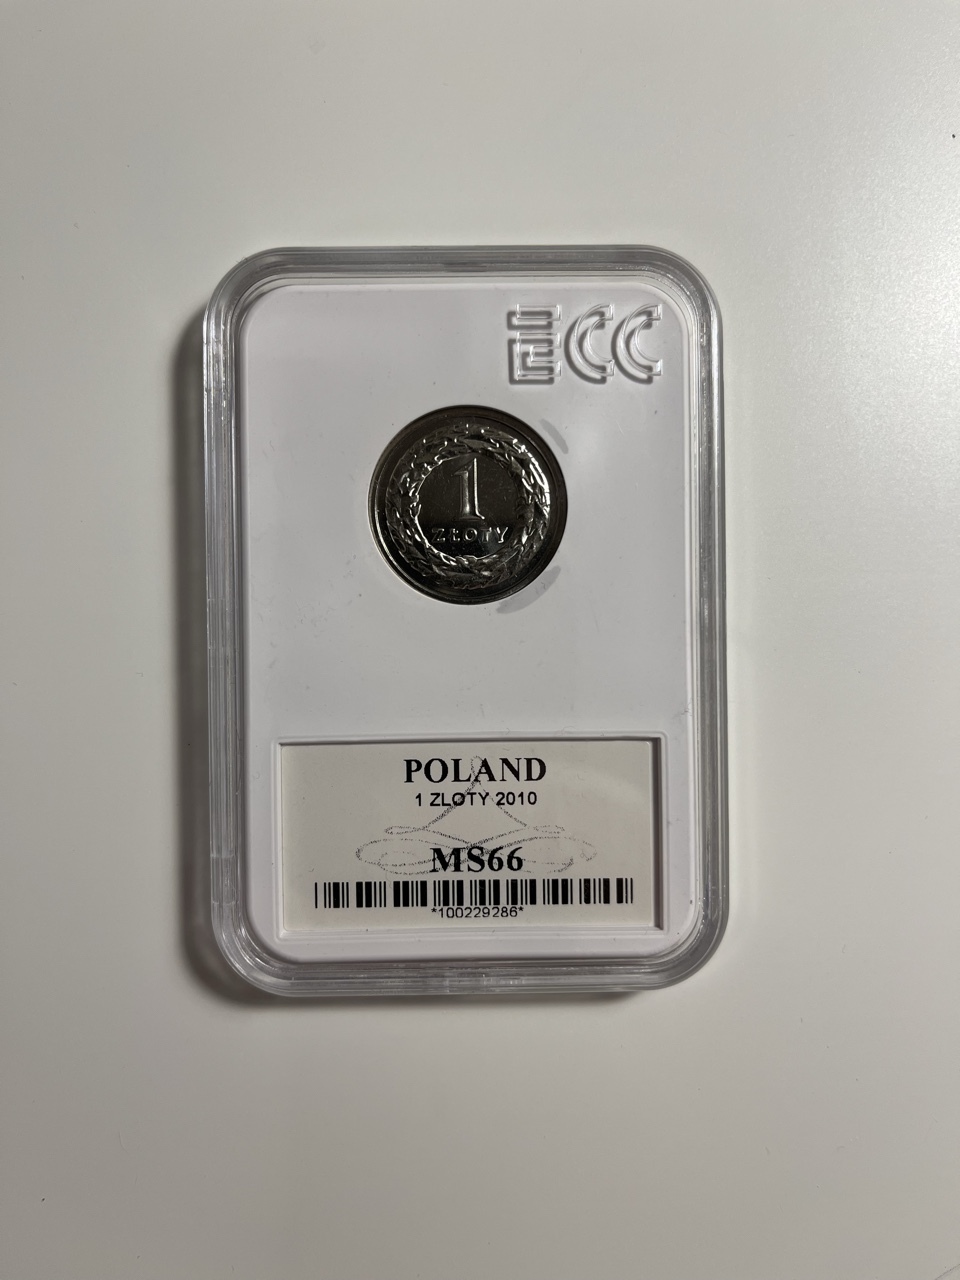 ECC
1
ZŁOTY
POLAND
1 ZLOTY 2010
MS66
*100229286*